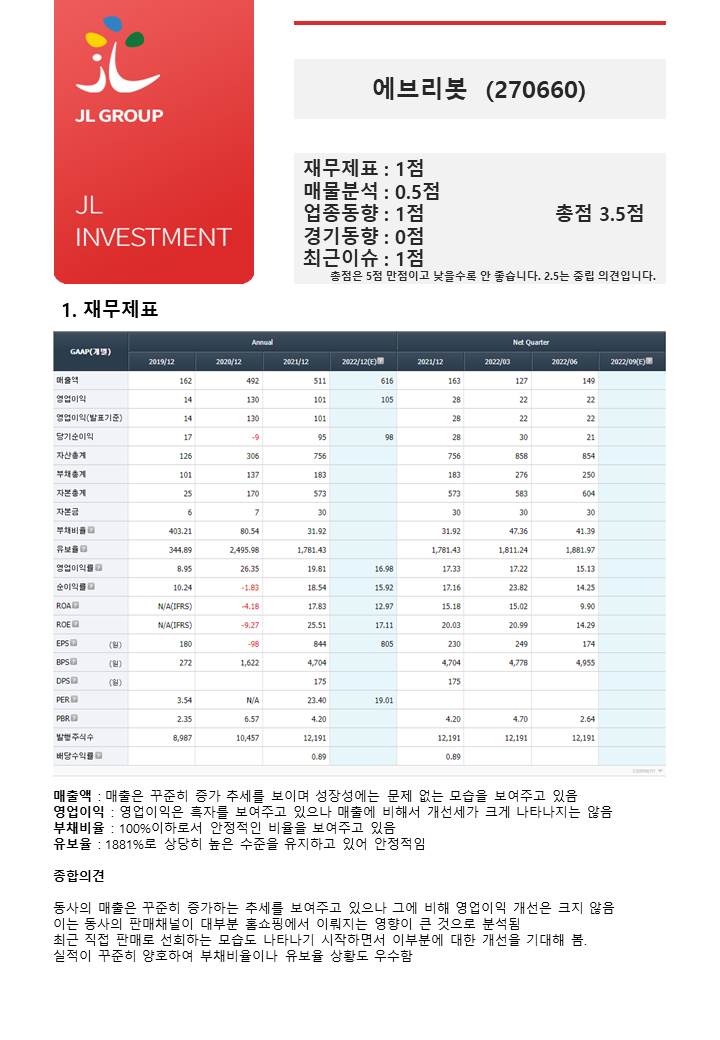 JL GROUP
JL
INVESTMENT
에브리봇 (270660)
재무제표 : 1점
매물분석 : 0.5점
업종동향 : 1점 총점 3.5점
경기동향 : 0점
최근이슈 : 1점
총점은 5점 만점이고 낮을수록 안 좋습니다. 2.5는 중립 의견입니다.
1. 재무제표
GAAP(개별) Annual Net Quarter
2019/12 2020/12 2021/12 2022/12(E) 2021/12 2022/03 2022/06 2022/09(E)
매출액 162 492 511 616 163 127 149
영업이익 14 130 101 105 28 22 22
영업이익(발표기준) 14 130 101 28 22 22
당기순이익 17 -9 95 98 28 30 21
자산총계 126 306 756 756 858 854
부채총계 101 137 183 183 276 250
자본총계 25 170 573 573 583 604
자본금 6 7 30 30 30 30
부채비율 403.21 80.54 31.92 31.92 47.36 41.39
유보율 344.89 2,495.98 1,781.43 1,781.43 1,811.24 1,881.97
영업이익률 8.95 26.35 19.81 16.98 17.33 17.22 15.13
순이익률 10.24 -1.83 18.54 15.92 17.16 23.82 14.25
ROA N/A(IFRS) -4.18 17.83 12.97 15.18 15.02 9.90
ROE N/A(IFRS) -9.27 25.51 17.11 20.03 20.99 14.29
EPS (원) 180 -98 844 805 230 249 174
BPS (원) 272 1,622 4,704 4,704 4,778 4,955
DPS (원) 175 175
PER 3.54 N/A 23.40 19.01
PBR 2.35 6.57 4.20 4.20 4.70 2.64
발행주식수 8,987 10,457 12,191 12,191 12,191 12,191
배당수익률 0.89 0.89
매출액 : 매출은 꾸준히 증가 추세를 보이며 성장성에는 문제 없는 모습을 보여주고 있음
영업이익 : 영업이익은 흑자를 보여주고 있으나 매출에 비해서 개선세가 크게 나타나지는 않음
부채비율 : 100%이하로서 안정적인 비율을 보여주고 있음
유보율 : 1881%로 상당히 높은 수준을 유지하고 있어 안정적임
종합의견
동사의 매출은 꾸준히 증가하는 추세를 보여주고 있으나 그에 비해 영업이익 개선은 크지 않음
이는 동사의 판매채널이 대부분 홈쇼핑에서 이뤄지는 영향이 큰 것으로 분석됨
최근 직접 판매로 선회하는 모습도 나타나기 시작하면서 이부분에 대한 개선을 기대해 봄.
실적이 꾸준히 양호하여 부채비율이나 유보율 상황도 우수함